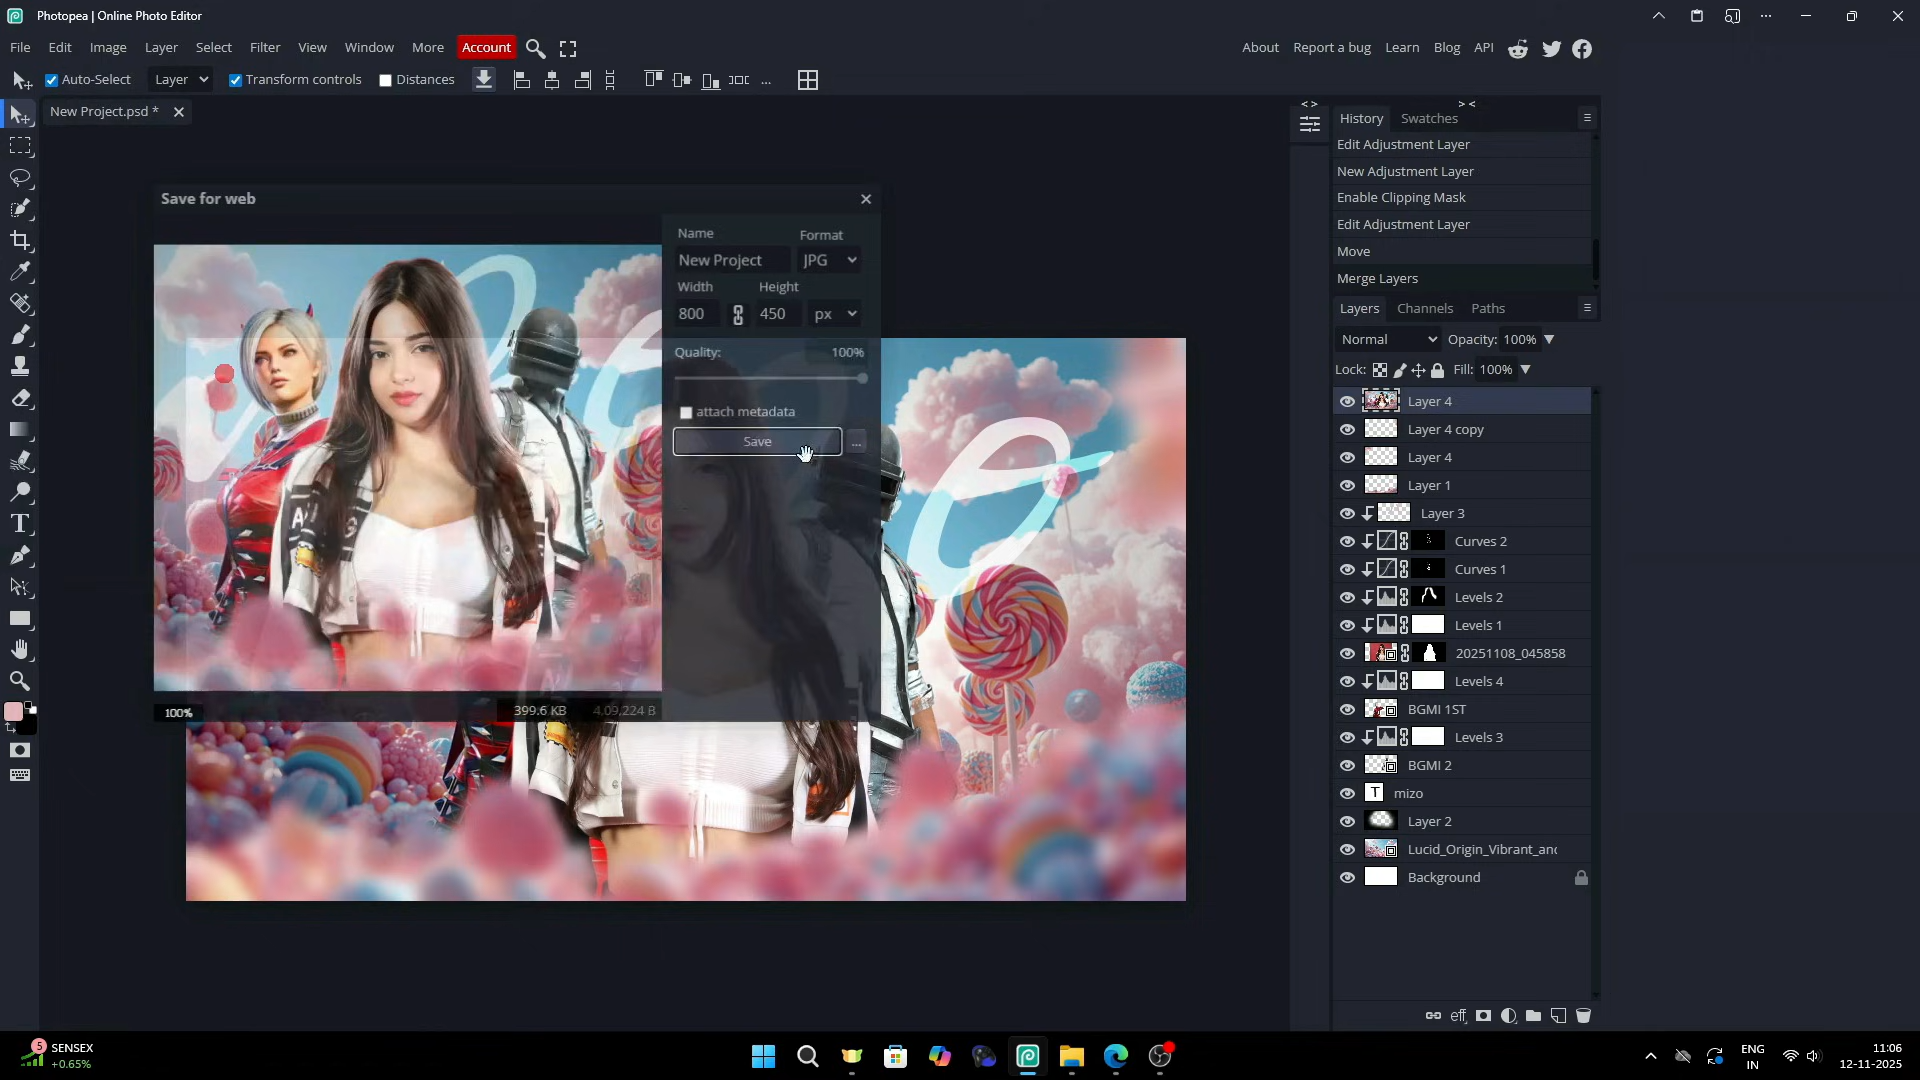 Photopea | Online Photo Editor
File Edit Image Layer Select Filter View Window More Account
About Report a bug Learn Blog API
Auto-Select Layer Transform controls Distances ...
New Project.psd *
Save for web
Name Format
New Project JPG
Width Height
800 450 px
Quality: 100%
attach metadata
Save ...
100% 399.6 KB 4,09,224 B
< > > <
History Swatches
Edit Adjustment Layer
New Adjustment Layer
Enable Clipping Mask
Edit Adjustment Layer
Move
Merge Layers
Layers Channels Paths
Normal Opacity: 100%
Lock: Fill: 100%
Layer 4
Layer 4 copy
Layer 4
Layer 1
Layer 3
Curves 2
Curves 1
Levels 2
Levels 1
20251108_045858
Levels 4
BGMI 1ST
Levels 3
BGMI 2
T mizo
Layer 2
Lucid_Origin_Vibrant_and
Background
eff
5 SENSEX
+0.65%
ENG
IN
11:06
12-11-2025